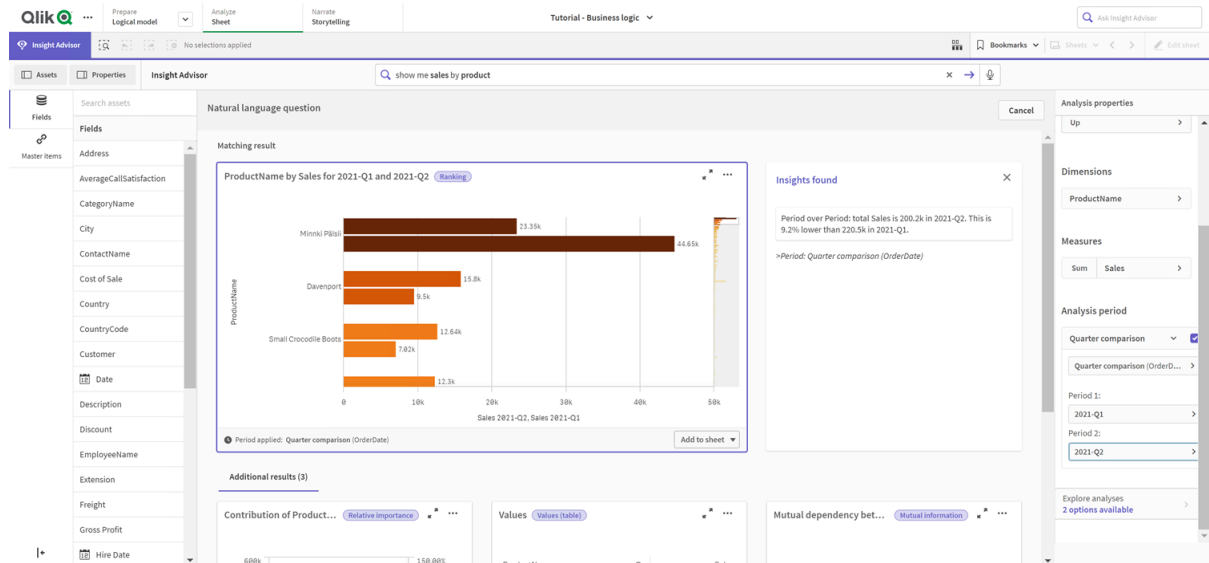 Qlik
Prepare
Logical model
Analyze
Sheet
Narrate
Storytelling
Tutorial - Business logic
Ask Insight Advisor
Insight Advisor
No selections applied
Bookmarks
Sheets
Edit sheet
Assets
Properties
Insight Advisor
show me sales by product
Fields
Master items
Search assets
Fields
Address
AverageCallSatisfaction
CategoryName
City
ContactName
Cost of Sale
Country
CountryCode
Customer
Date
Description
Discount
EmployeeName
Extension
Freight
Gross Profit
Hire Date
Natural language question
Cancel
Matching result
ProductName by Sales for 2021-Q1 and 2021-Q2
Ranking
ProductName
Minnki Pälsii
23.35k
44.65k
Davenport
15.8k
9.5k
Small Crocodile Boots
12.64k
7.02k
12.3k
0 10k 20k 30k 40k 50k
Sales 2021-Q2, Sales 2021-Q1
Period applied: Quarter comparison (OrderDate)
Add to sheet
Insights found
Period over Period: total Sales is 200.2k in 2021-Q2. This is
9.2% lower than 220.5k in 2021-Q1.
>Period: Quarter comparison (OrderDate)
Additional results (3)
Contribution of Product...
Relative importance
600k
150.00%
Values
Values (table)
Mutual dependency bet...
Mutual information
Analysis properties
Up
Dimensions
ProductName
Measures
Sum
Sales
Analysis period
Quarter comparison
Quarter comparison (OrderD...
Period 1:
2021-Q1
Period 2:
2021-Q2
Explore analyses
2 options available